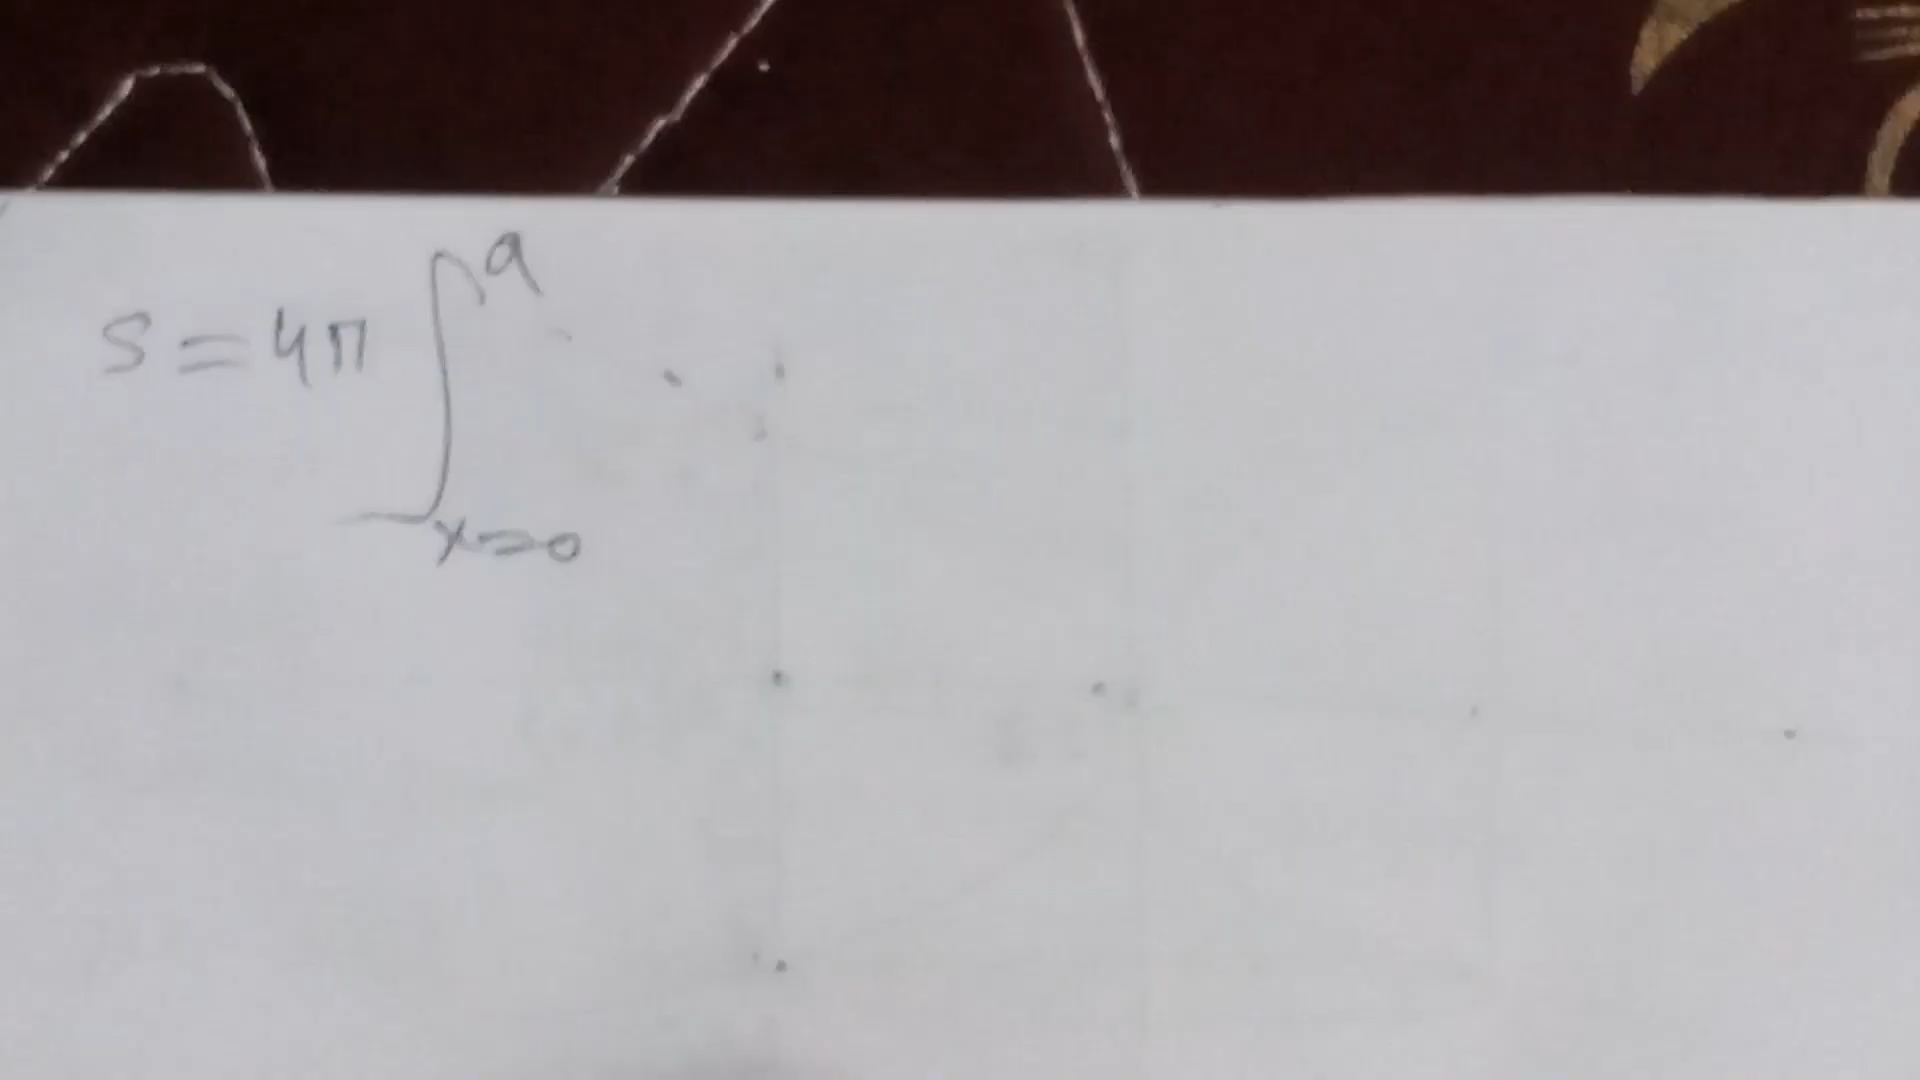 S = 4π ∫_{x=0}^{a}